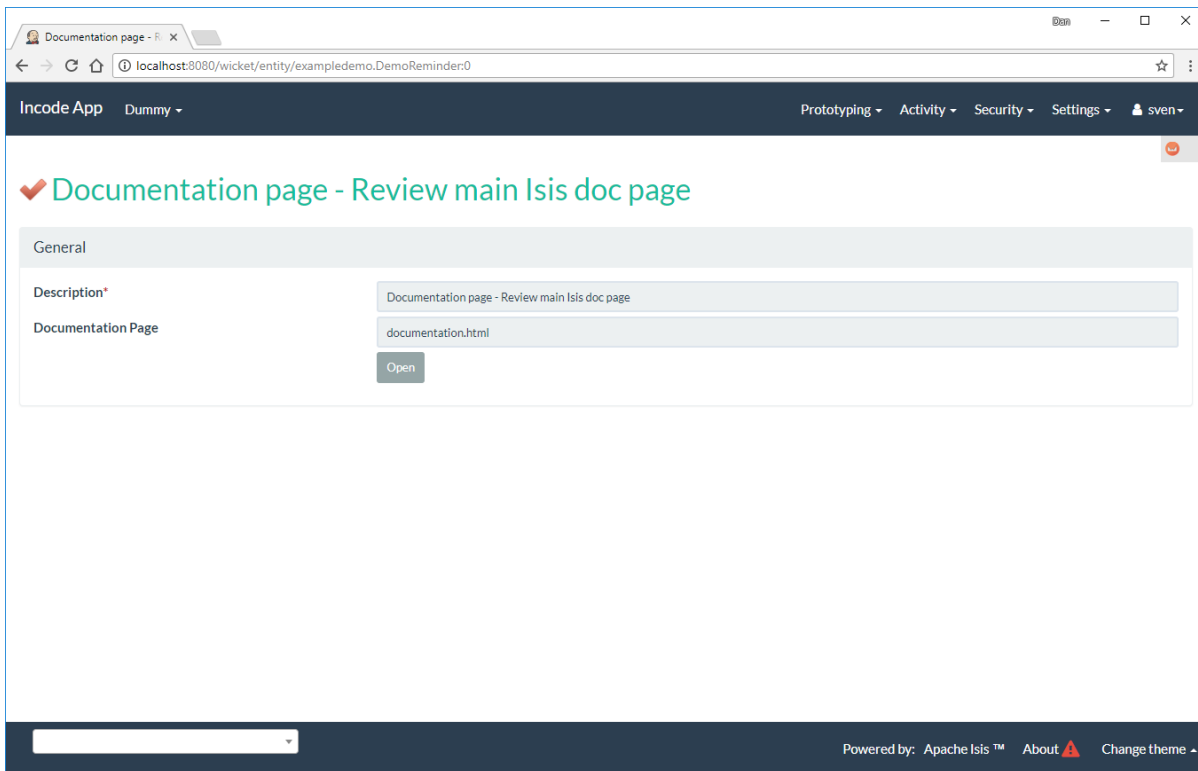 Dan
Documentation page - R
localhost:8080/wicket/entity/exampledemo.DemoReminder:0
Incode App Dummy Prototyping Activity Security Settings sven
Documentation page - Review main Isis doc page
General
Description* Documentation page - Review main Isis doc page
Documentation Page documentation.html
Open
Powered by: Apache Isis ™ About Change theme